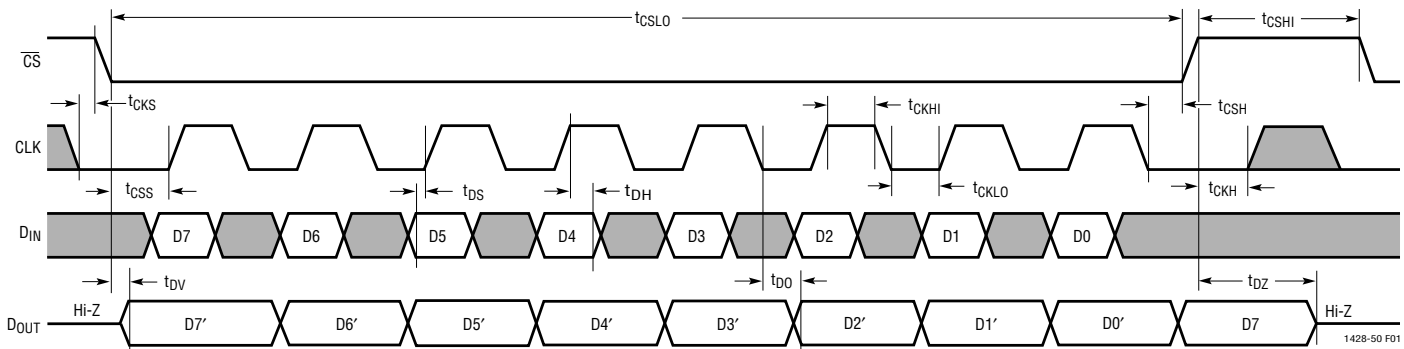 tCSLO
tCSHI
CS
tCKS
tCKHI
tCSH
CLK
tCSS
tDS
tDH
tCKLO
tCKH
DIN
D7
D6
D5
D4
D3
D2
D1
D0
tDV
tDO
tDZ
Hi-Z
Hi-Z
DOUT
D7′
D6′
D5′
D4′
D3′
D2′
D1′
D0′
D7
1428-50 F01